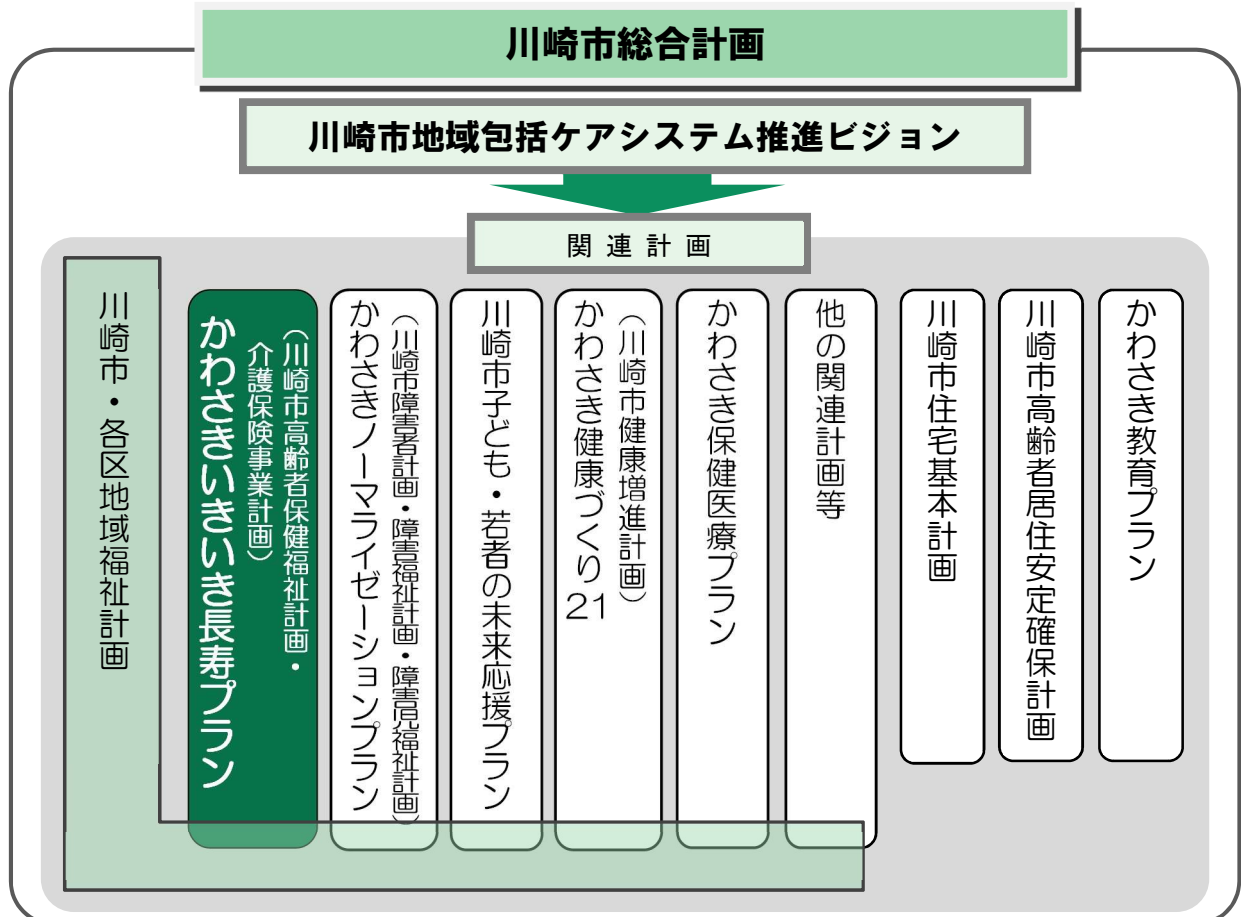 川崎市総合計画
川崎市地域包括ケアシステム推進ビジョン
関連計画
川崎市・各区地域福祉計画
（川崎市高齢者保健福祉計画・
介護保険事業計画）
かわさきいきいき長寿プラン
（川崎市障害者計画・障害福祉計画・障害児福祉計画）
かわさきノーマライゼーションプラン
川崎市子ども・若者の未来応援プラン
（川崎市健康増進計画）
かわさき健康づくり21
かわさき保健医療プラン
他の関連計画等
川崎市住宅基本計画
川崎市高齢者居住安定確保計画
かわさき教育プラン